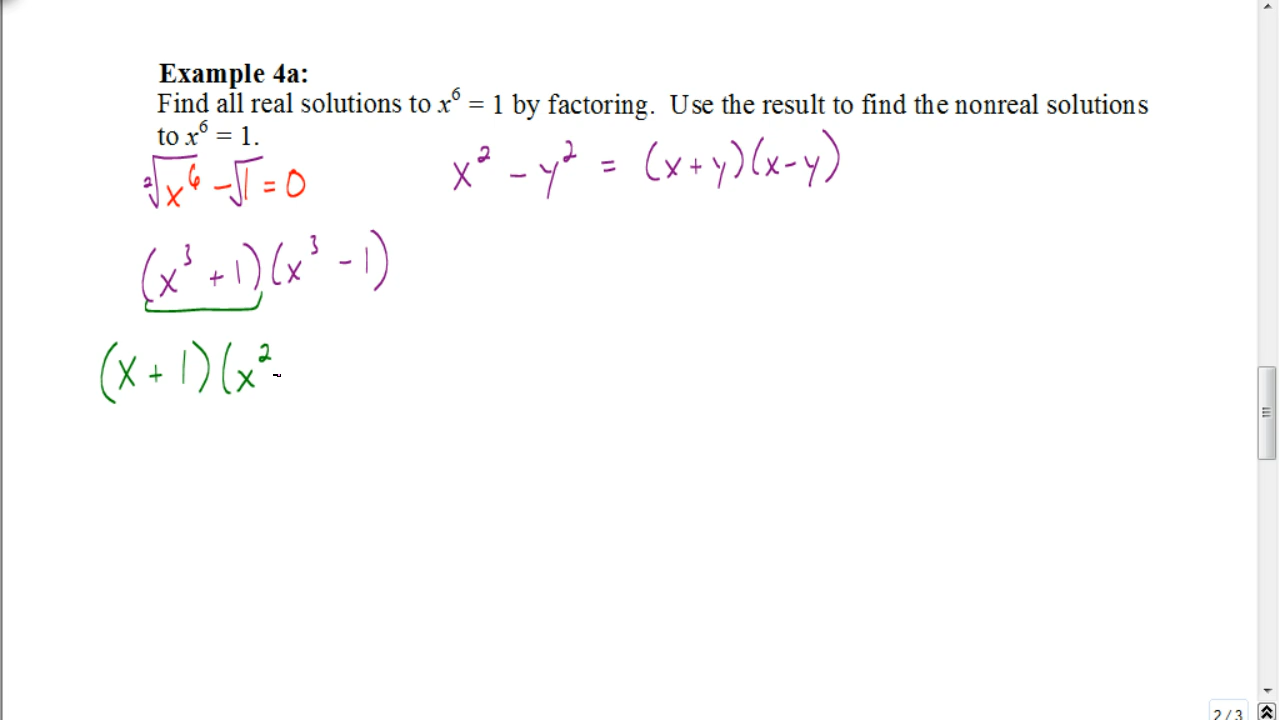 Example 4a:
Find all real solutions to x⁶ = 1 by factoring. Use the result to find the nonreal solutions
to x⁶ = 1.
²√x⁶ - √1 = 0
x² - y² = (x+y)(x-y)
(x³ + 1)(x³ - 1)
(x + 1)(x² -
2/3